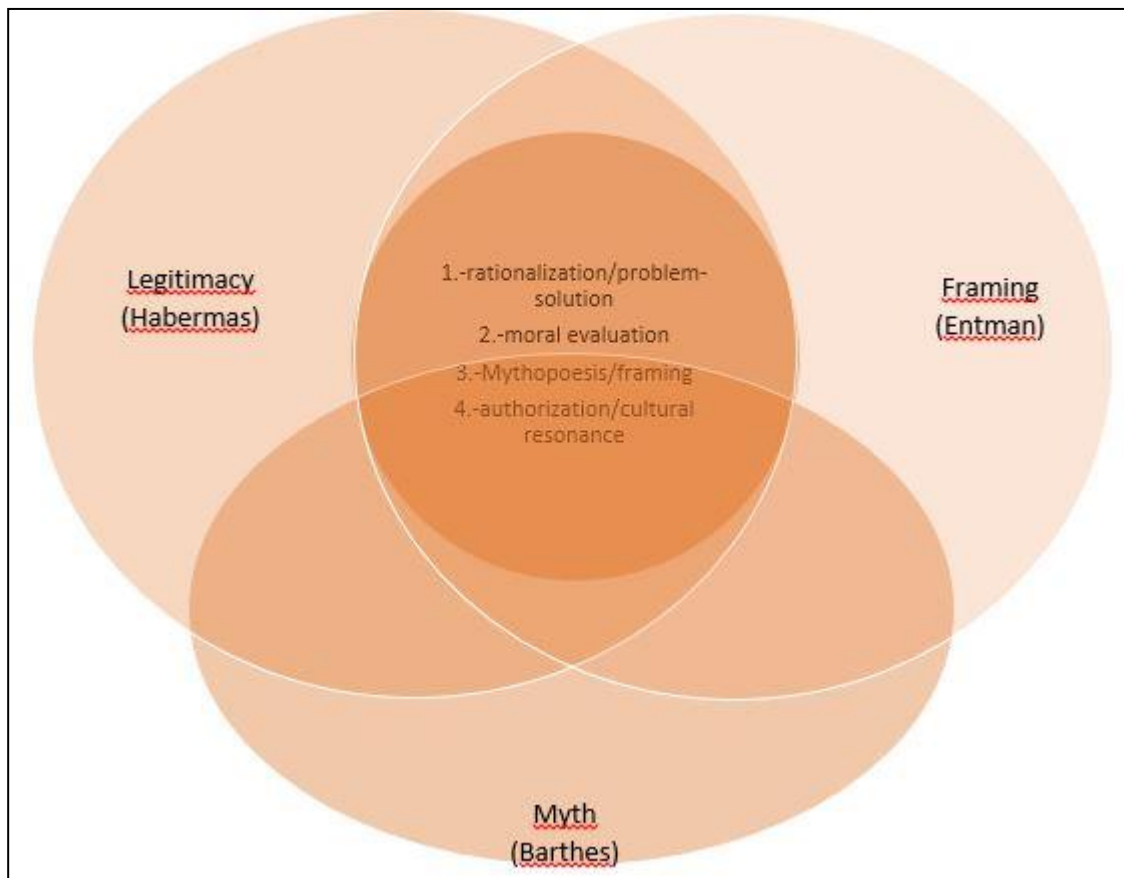 Legitimacy
(Habermas)
1.-rationalization/problem-
solution
2.-moral evaluation
3.-Mythopoesis/framing
4.-authorization/cultural
resonance
Framing
(Entman)
Myth
(Barthes)